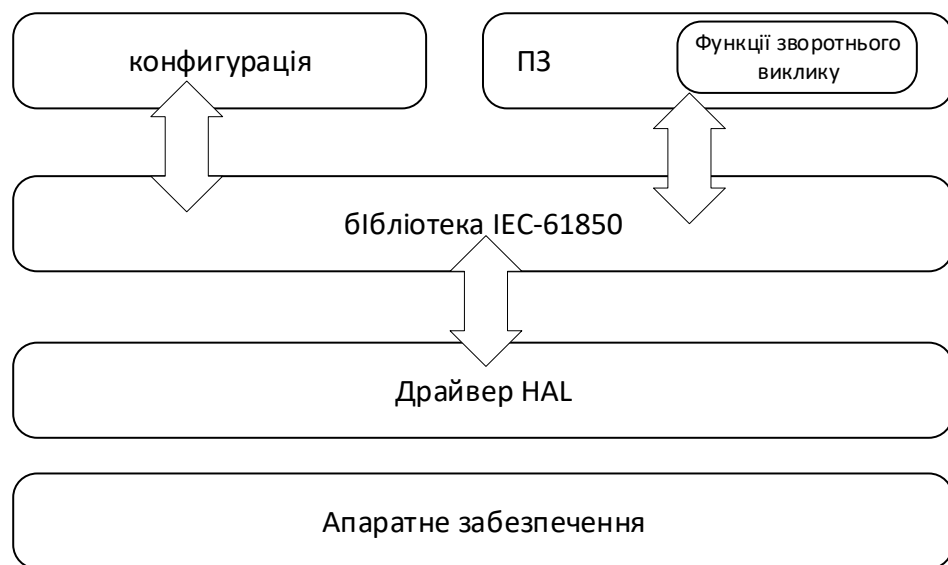 конфигурація
ПЗ
Функції зворотнього
виклику
бІбліотека IEC-61850
Драйвер HAL
Апаратне забезпечення